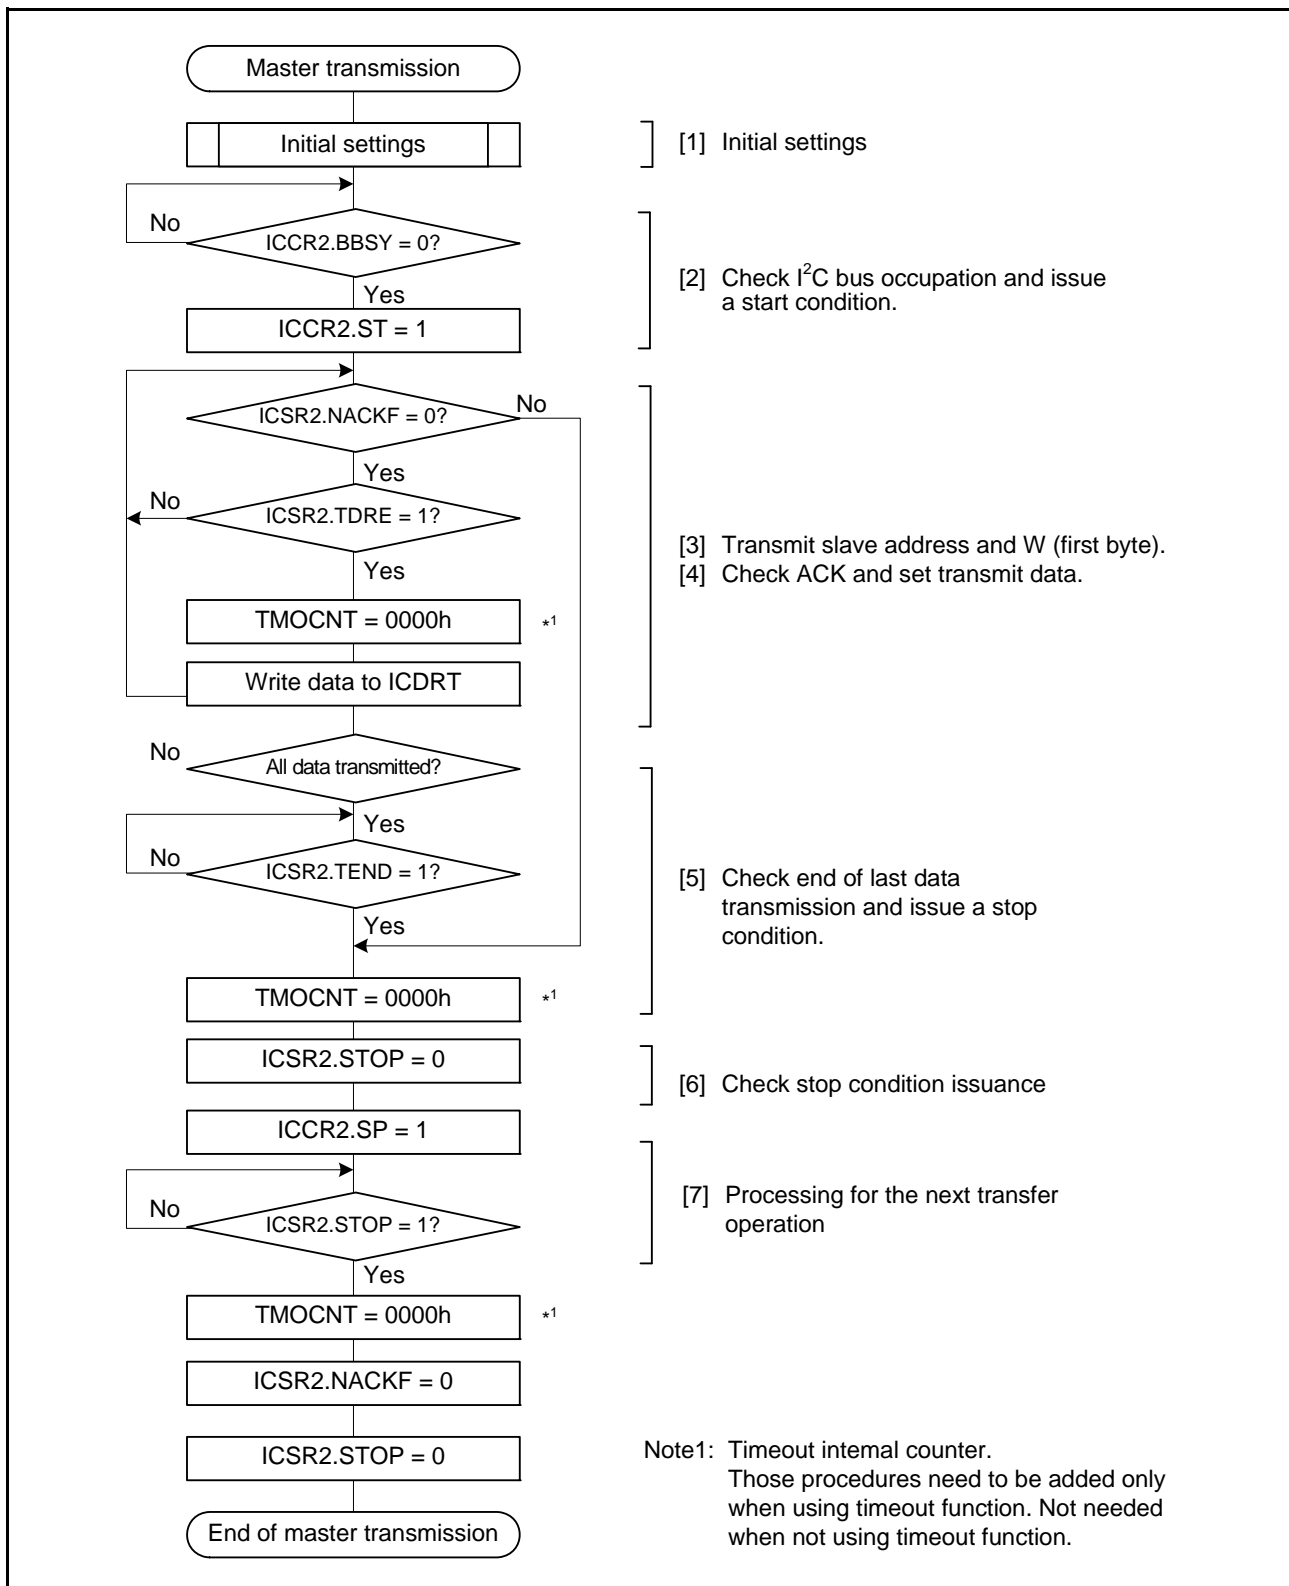 Master transmission
Initial settings
[1] Initial settings
No
ICCR2.BBSY = 0?
[2] Check I²C bus occupation and issue
a start condition.
Yes
ICCR2.ST = 1
ICSR2.NACKF = 0?
No
Yes
No
ICSR2.TDRE = 1?
[3] Transmit slave address and W (first byte).
Yes
[4] Check ACK and set transmit data.
TMOCNT = 0000h
*1
Write data to ICDRT
No
All data transmitted?
Yes
No
ICSR2.TEND = 1?
[5] Check end of last data
transmission and issue a stop
condition.
Yes
TMOCNT = 0000h
*1
ICSR2.STOP = 0
[6] Check stop condition issuance
ICCR2.SP = 1
No
ICSR2.STOP = 1?
[7] Processing for the next transfer
operation
Yes
TMOCNT = 0000h
*1
ICSR2.NACKF = 0
ICSR2.STOP = 0
Note1: Timeout internal counter.
Those procedures need to be added only
when using timeout function. Not needed
when not using timeout function.
End of master transmission